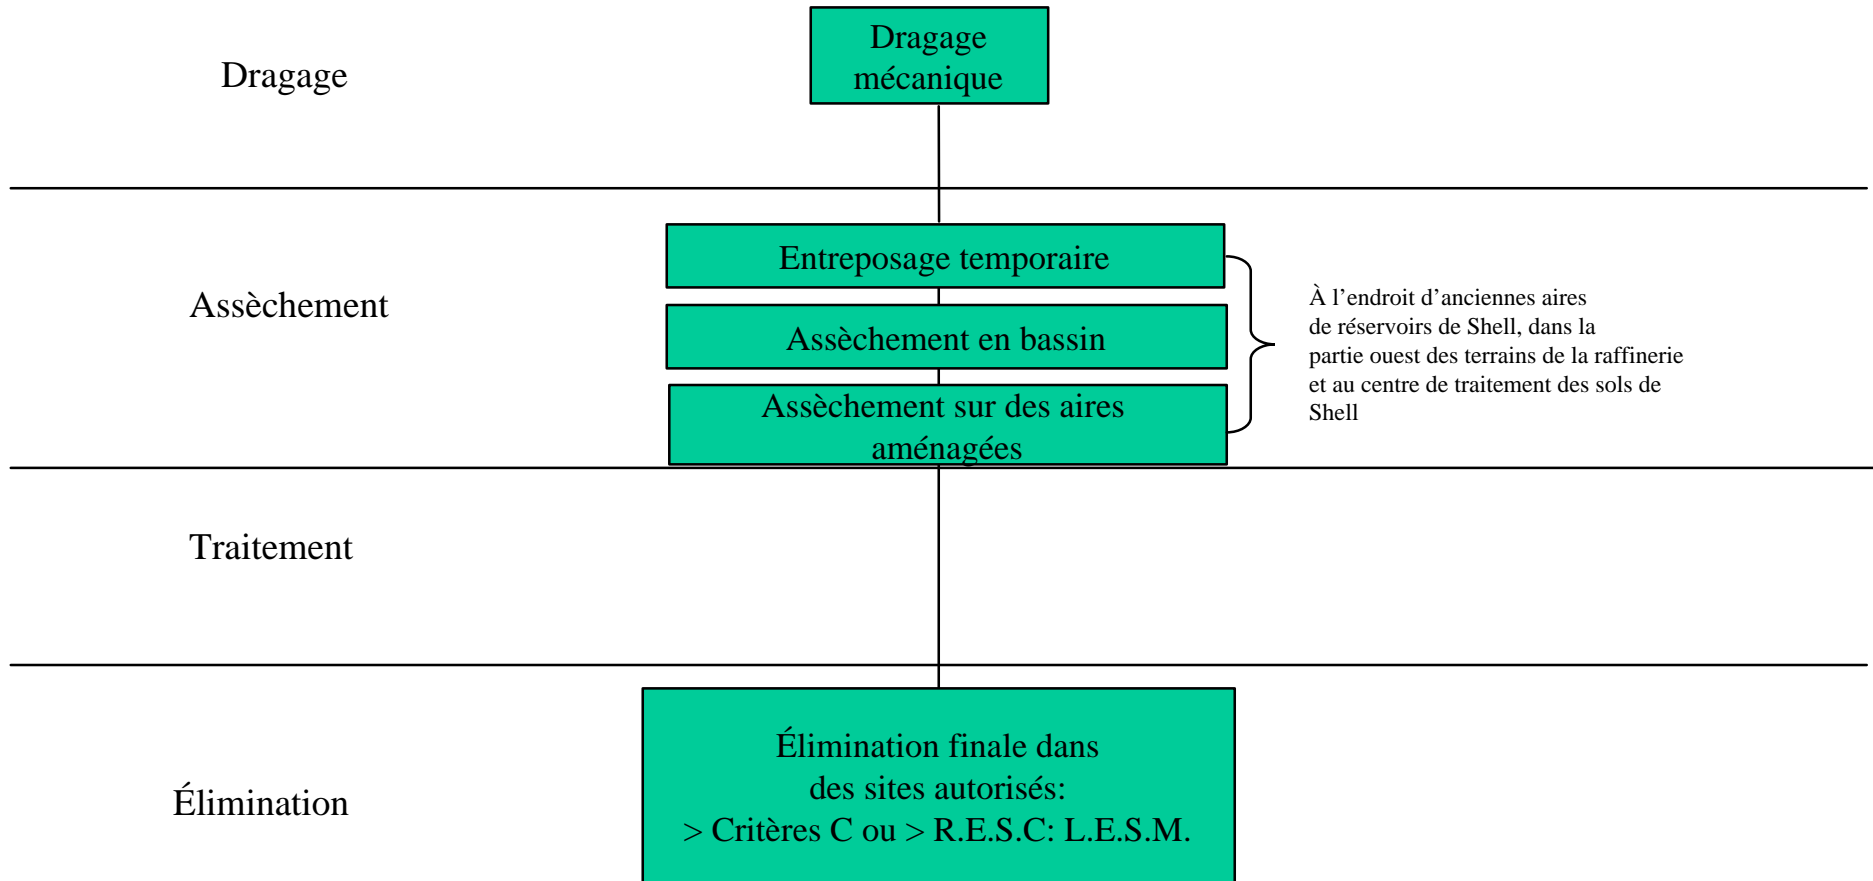 Dragage
Dragage
mécanique
Assèchement
Entreposage temporaire
Assèchement en bassin
Assèchement sur des aires
aménagées
À l’endroit d’anciennes aires
de réservoirs de Shell, dans la
partie ouest des terrains de la raffinerie
et au centre de traitement des sols de
Shell
Traitement
Élimination
Élimination finale dans
des sites autorisés:
> Critères C ou > R.E.S.C: L.E.S.M.